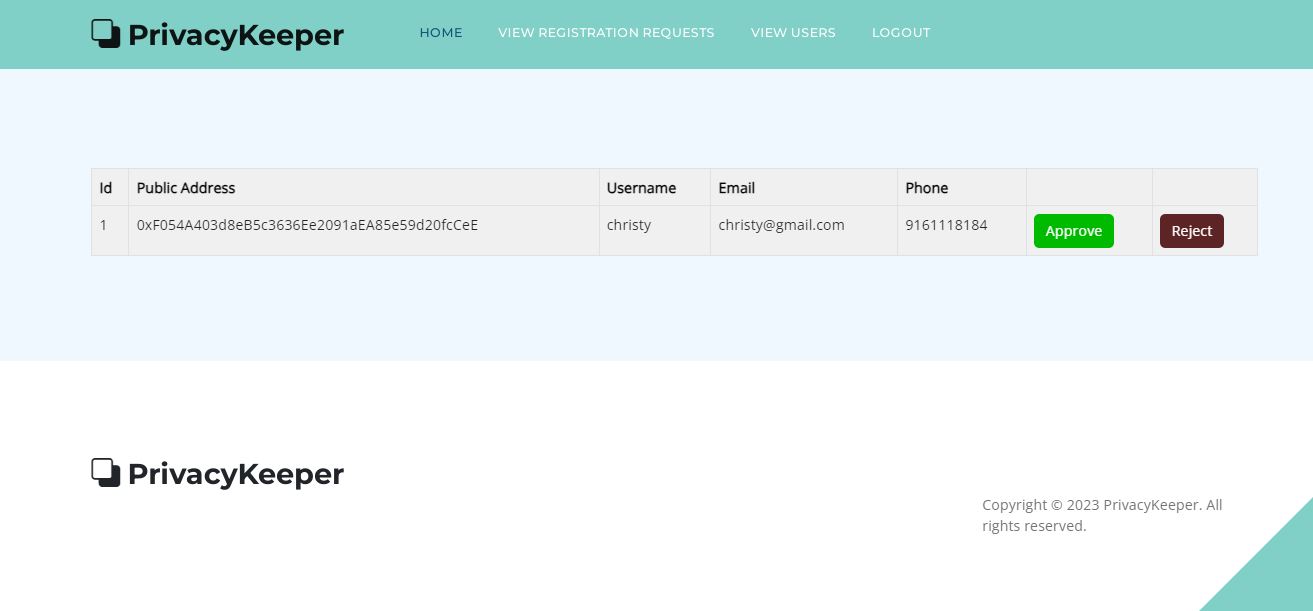 PrivacyKeeper HOME VIEW REGISTRATION REQUESTS VIEW USERS LOGOUT
Id Public Address Username Email Phone
1 0xF054A403d8eB5c3636Ee2091aEA85e59d20fcCeE christy christy@gmail.com 9161118184 Approve Reject
PrivacyKeeper
Copyright © 2023 PrivacyKeeper. All
rights reserved.